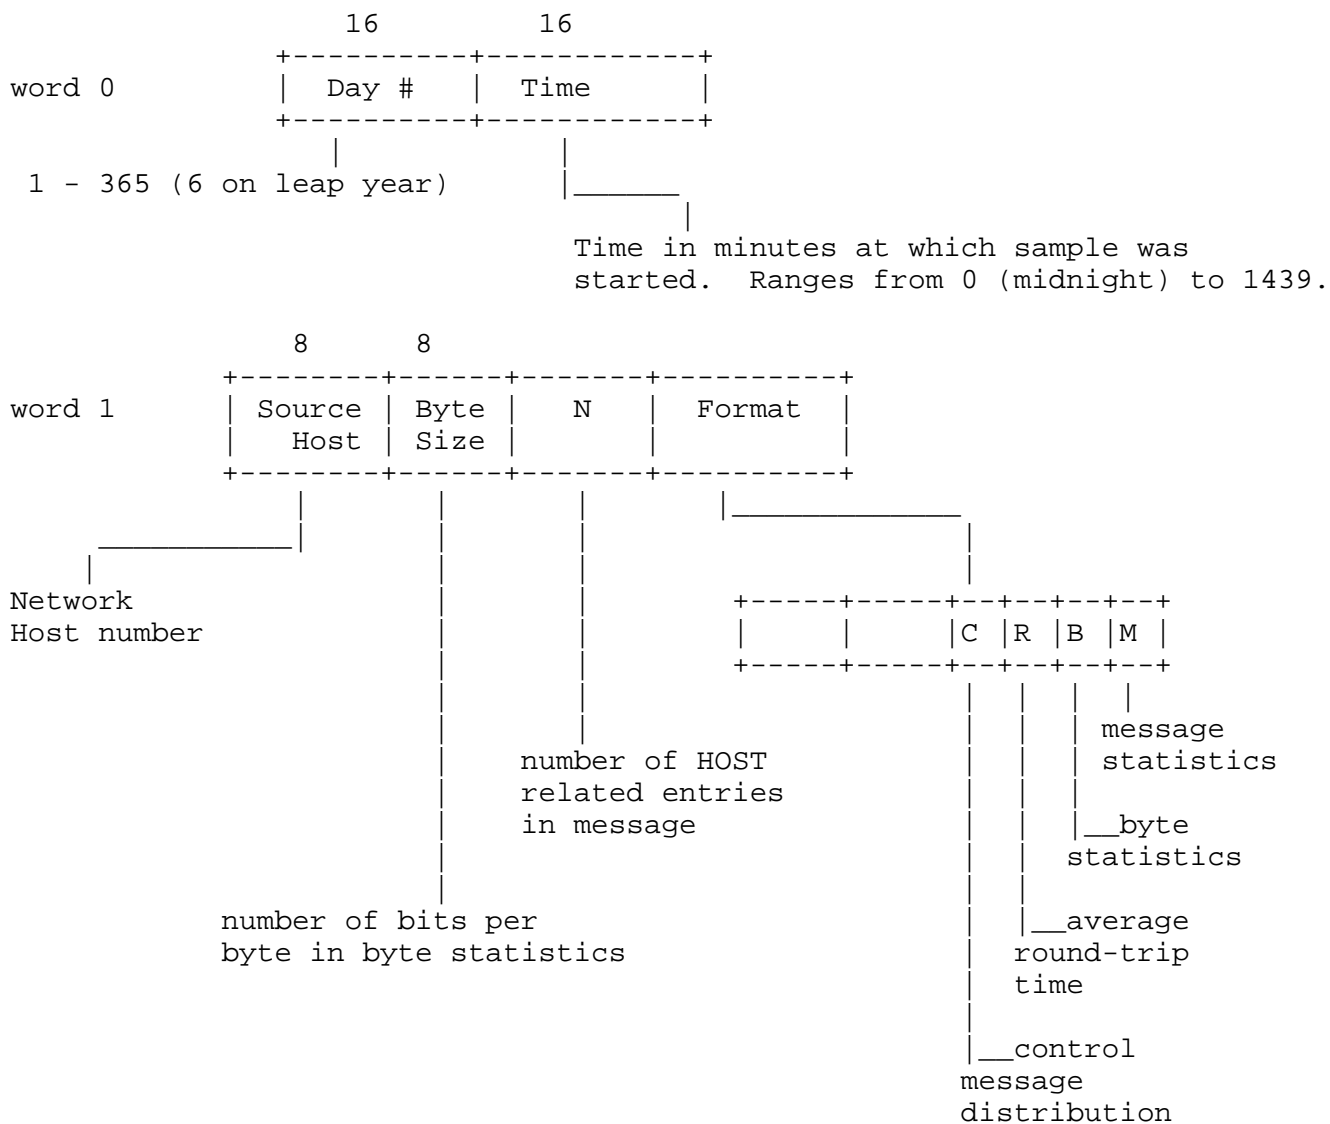 16 16
word 0 Day # Time
1 - 365 (6 on leap year)
Time in minutes at which sample was
started. Ranges from 0 (midnight) to 1439.
8 8
word 1 Source Byte N Format
Host Size
Network
Host number C R B M
message
number of HOST statistics
related entries
in message byte
statistics
number of bits per average
byte in byte statistics round-trip
time
control
message
distribution